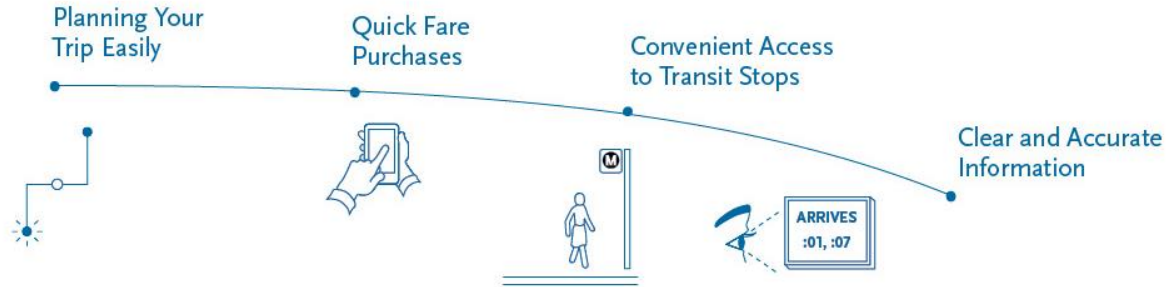 Planning Your
Trip Easily
Quick Fare
Purchases
Convenient Access
to Transit Stops
Clear and Accurate
Information
M
ARRIVES
:01, :07